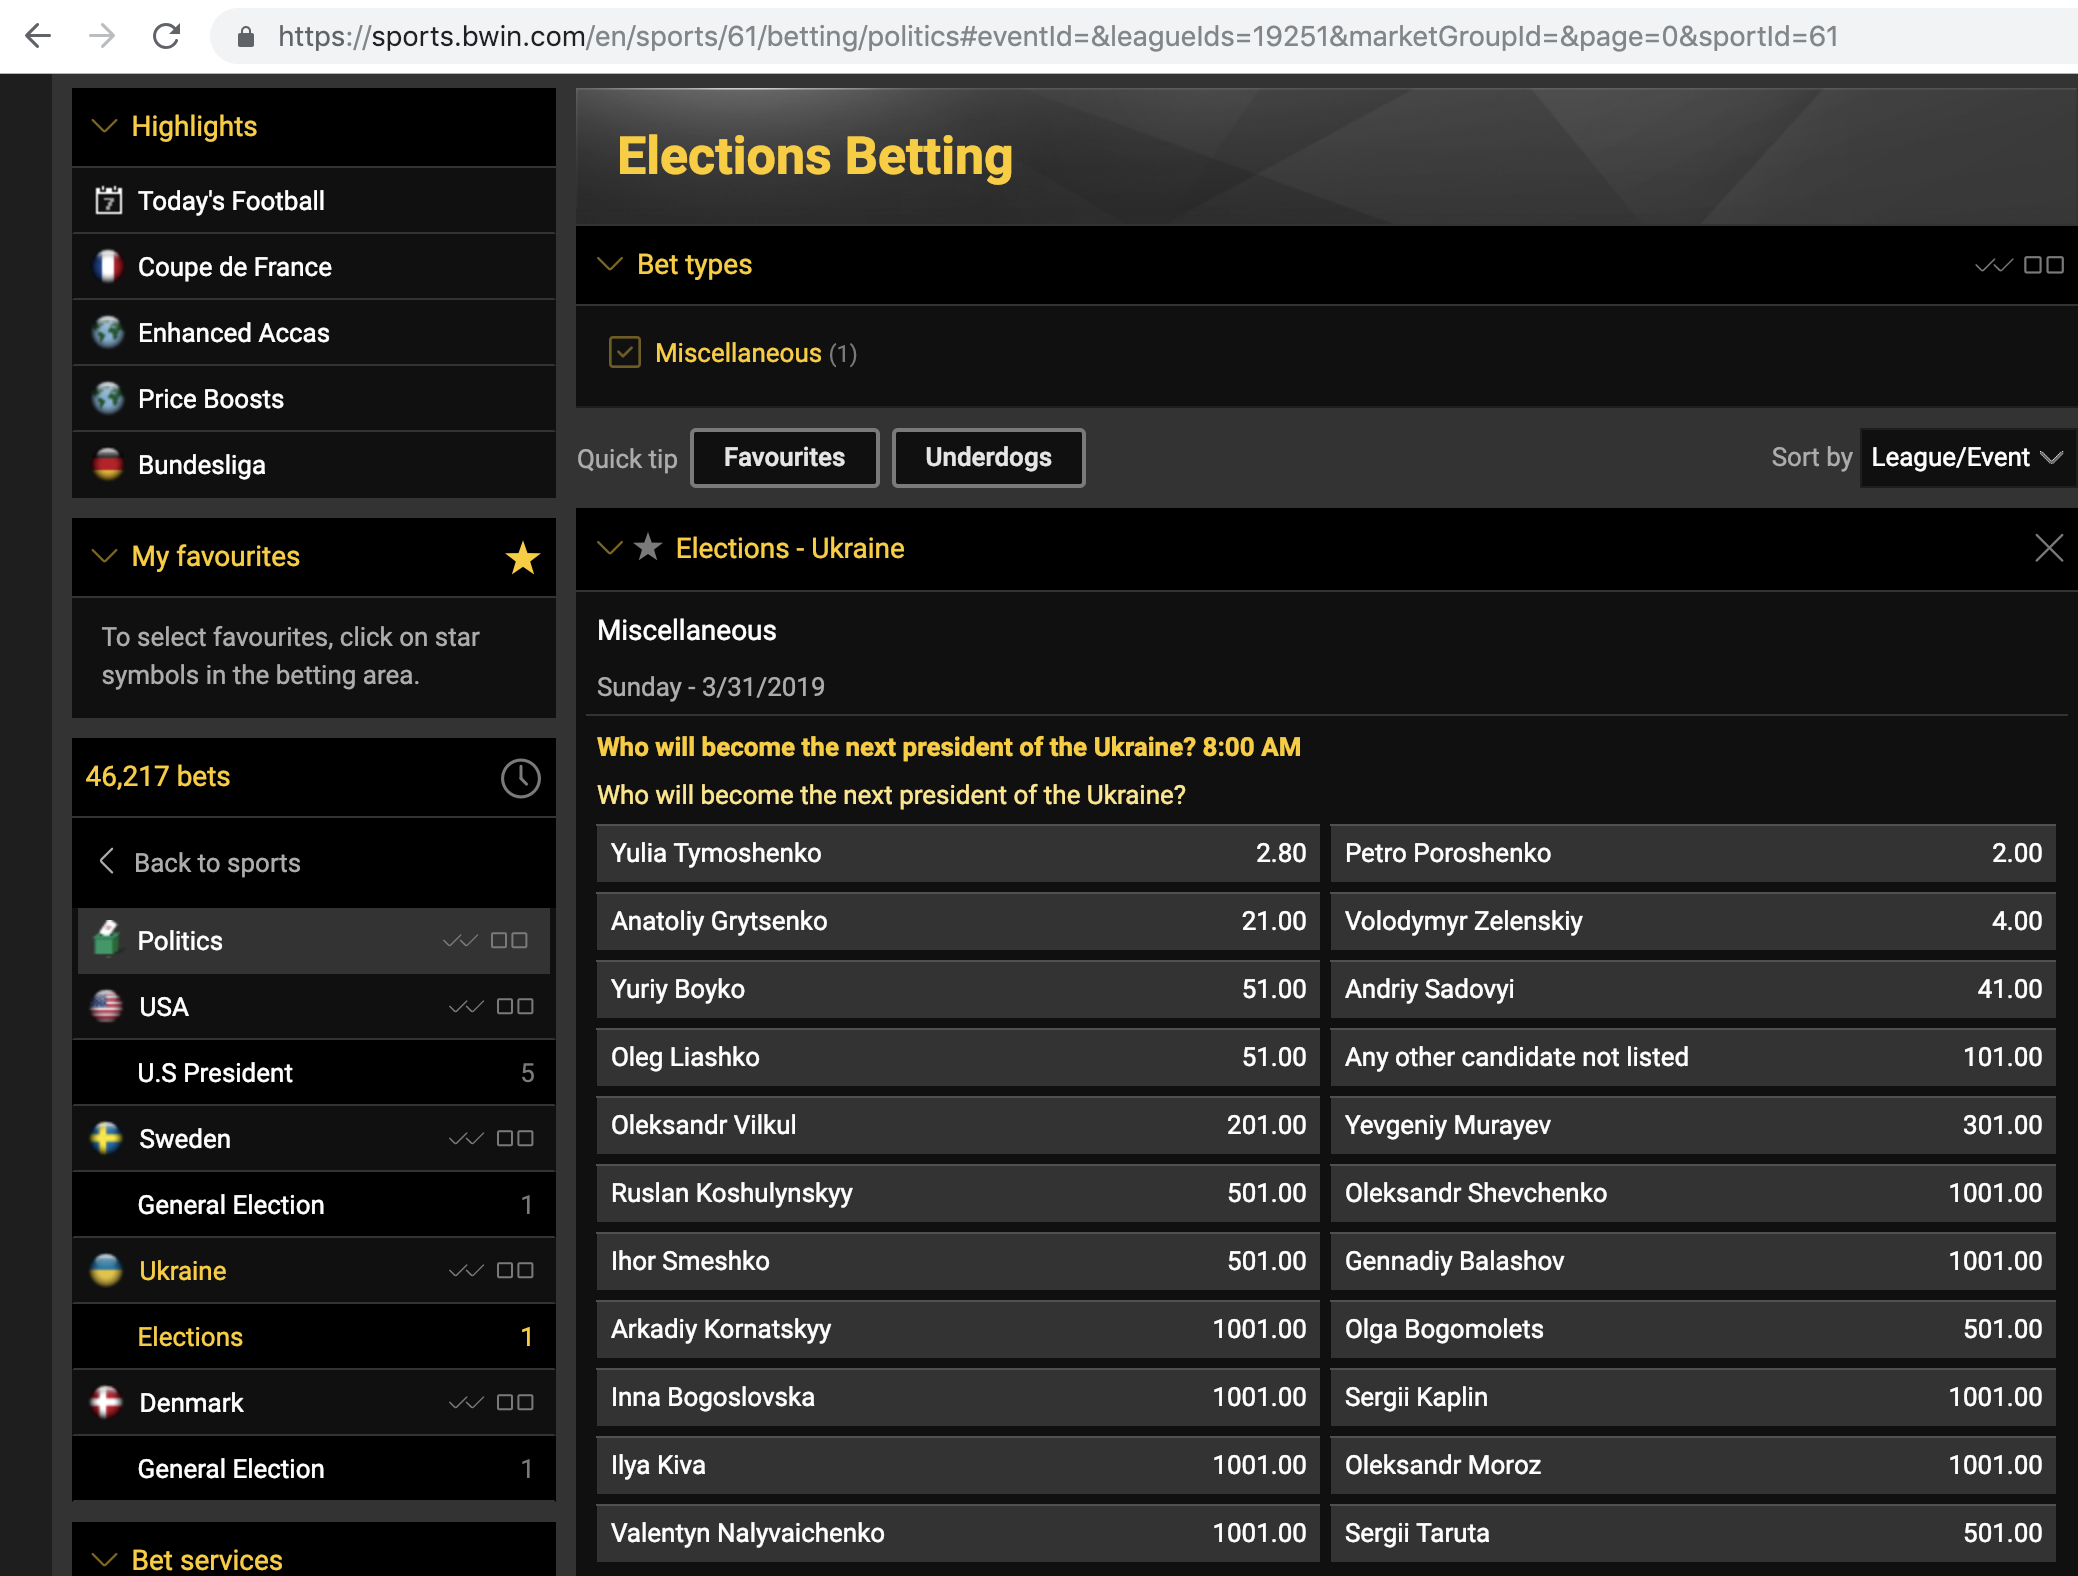 https://sports.bwin.com/en/sports/61/betting/politics#eventId=&leagueIds=19251&marketGroupId=&page=0&sportId=61
Highlights
7 Today's Football
Coupe de France
Enhanced Accas
Price Boosts
Bundesliga
My favourites
To select favourites, click on star
symbols in the betting area.
46,217 bets
Back to sports
Politics
USA
U.S President 5
Sweden
General Election 1
Ukraine
Elections 1
Denmark
General Election 1
Bet services
Elections Betting
Bet types
Miscellaneous (1)
Quick tip Favourites Underdogs Sort by League/Event
Elections - Ukraine
Miscellaneous
Sunday - 3/31/2019
Who will become the next president of the Ukraine? 8:00 AM
Who will become the next president of the Ukraine?
Yulia Tymoshenko 2.80 Petro Poroshenko 2.00
Anatoliy Grytsenko 21.00 Volodymyr Zelenskiy 4.00
Yuriy Boyko 51.00 Andriy Sadovyi 41.00
Oleg Liashko 51.00 Any other candidate not listed 101.00
Oleksandr Vilkul 201.00 Yevgeniy Murayev 301.00
Ruslan Koshulynskyy 501.00 Oleksandr Shevchenko 1001.00
Ihor Smeshko 501.00 Gennadiy Balashov 1001.00
Arkadiy Kornatskyy 1001.00 Olga Bogomolets 501.00
Inna Bogoslovska 1001.00 Sergii Kaplin 1001.00
Ilya Kiva 1001.00 Oleksandr Moroz 1001.00
Valentyn Nalyvaichenko 1001.00 Sergii Taruta 501.00